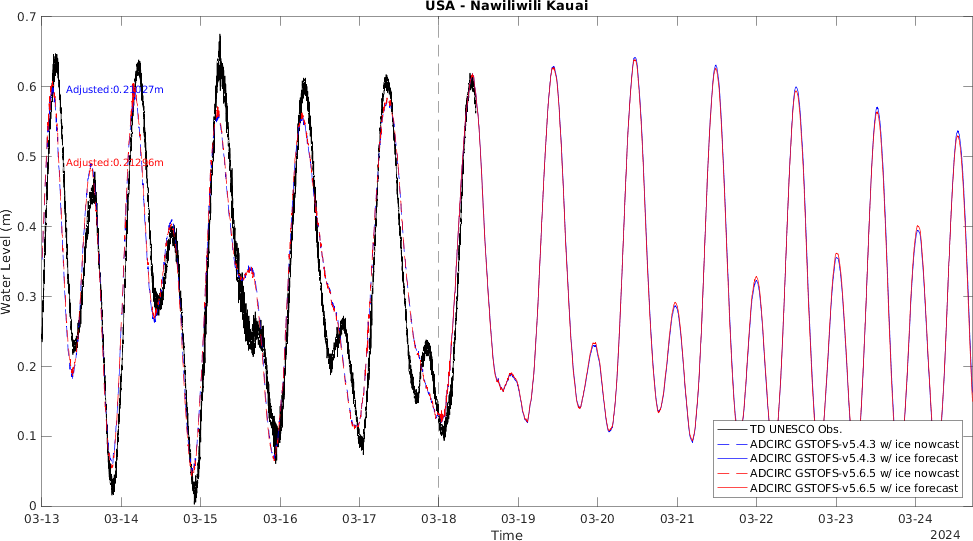 USA - Nawiliwili Kauai
0.7
0.6
0.5
0.4
0.3
0.2
0.1
0
Water Level (m)
Adjusted:0.21027m
Adjusted:0.21296m
TD UNESCO Obs.
ADCIRC GSTOFS-v5.4.3 w/ ice nowcast
ADCIRC GSTOFS-v5.4.3 w/ ice forecast
ADCIRC GSTOFS-v5.6.5 w/ ice nowcast
ADCIRC GSTOFS-v5.6.5 w/ ice forecast
03-13 03-14 03-15 03-16 03-17 03-18 03-19 03-20 03-21 03-22 03-23 03-24
Time
2024